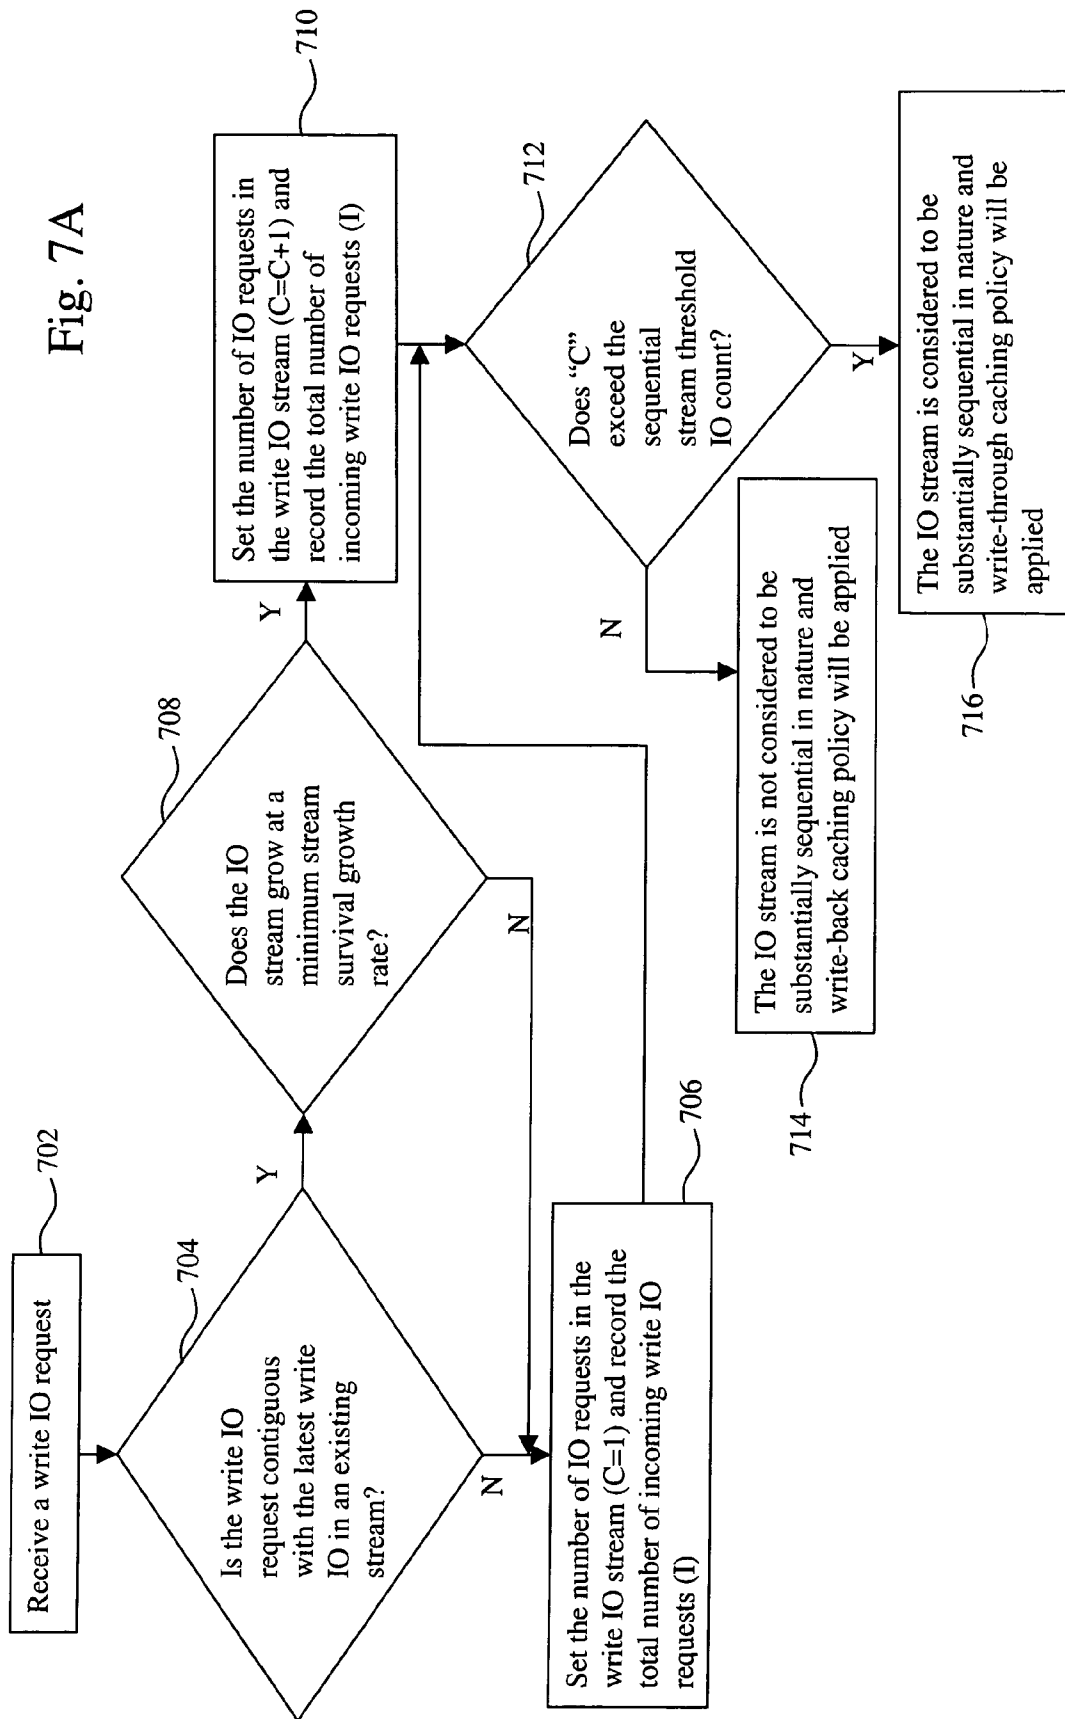 Fig. 7A
Receive a write IO request
702
Is the write IO
request contiguous
with the latest write
IO in an existing
stream?
704
Y
N
Does the IO
stream grow at a
minimum stream
survival growth
rate?
708
Y
N
Set the number of IO requests in the
write IO stream (C=1) and record the
total number of incoming write IO
requests (I)
706
Set the number of IO requests in
the write IO stream (C=C+1) and
record the total number of
incoming write IO requests (I)
710
Does “C”
exceed the
sequential
stream threshold
IO count?
712
N
Y
The IO stream is not considered to be
substantially sequential in nature and
write-back caching policy will be applied
714
The IO stream is considered to be
substantially sequential in nature and
write-through caching policy will be
applied
716